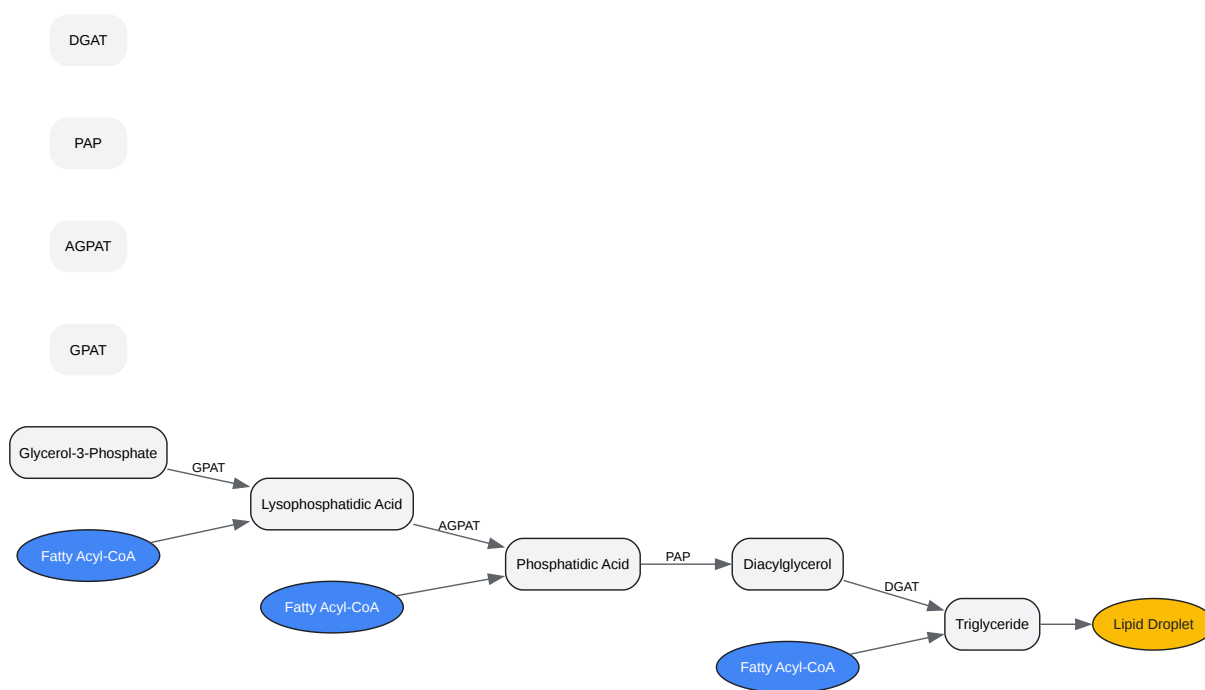 DGAT
PAP
AGPAT
GPAT
Glycerol-3-Phosphate
GPAT
Lysophosphatidic Acid
Fatty Acyl-CoA
AGPAT
Phosphatidic Acid
PAP
Diacylglycerol
Fatty Acyl-CoA
DGAT
Triglyceride
Lipid Droplet
Fatty Acyl-CoA